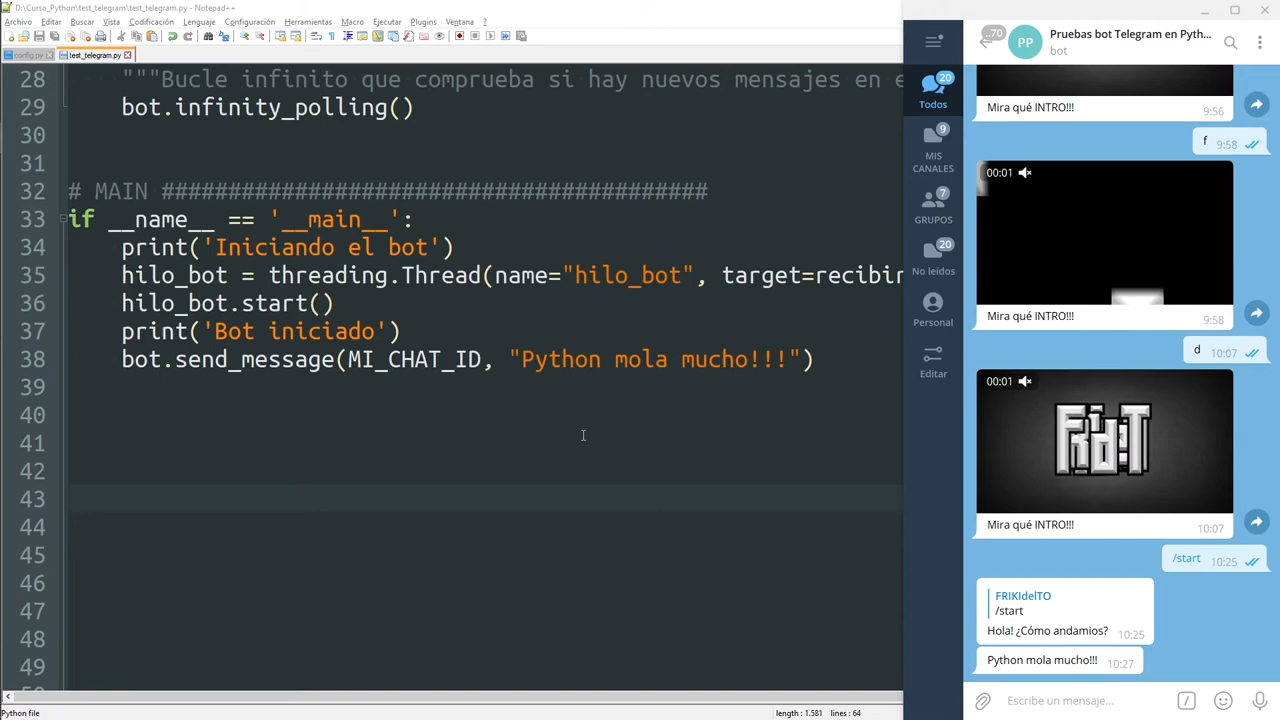 D:\Curso_Python\test_telegram\test_telegram.py - Notepad++
Archivo Editar Buscar Vista Codificación Lenguaje Configuración Herramientas Macro Ejecutar Plugins Ventana ?
config.py test_telegram.py
28 """Bucle infinito que comprueba si hay nuevos mensajes en e
29 bot.infinity_polling()
30
31
32 # MAIN #########################################
33 if __name__ == '__main__':
34 print('Iniciando el bot')
35 hilo_bot = threading.Thread(name="hilo_bot", target=recibir
36 hilo_bot.start()
37 print('Bot iniciado')
38 bot.send_message(MI_CHAT_ID, "Python mola mucho!!!")
39
40
41
42
43
44
45
46
47
48
49
Python file
length : 1.581 lines : 64
20
Todos
9
MIS CANALES
7
GRUPOS
20
No leídos
Personal
Editar
..70
PP
Pruebas bot Telegram en Pyth...
bot
Mira qué INTRO!!!
9:56
f 9:58
00:01
Mira qué INTRO!!!
9:58
d 10:07
00:01
FRiKidelTO
Mira qué INTRO!!!
10:07
/start 10:25
FRIKIdelTO
/start
Hola! ¿Cómo andamios? 10:25
Python mola mucho!!! 10:27
Escribe un mensaje...